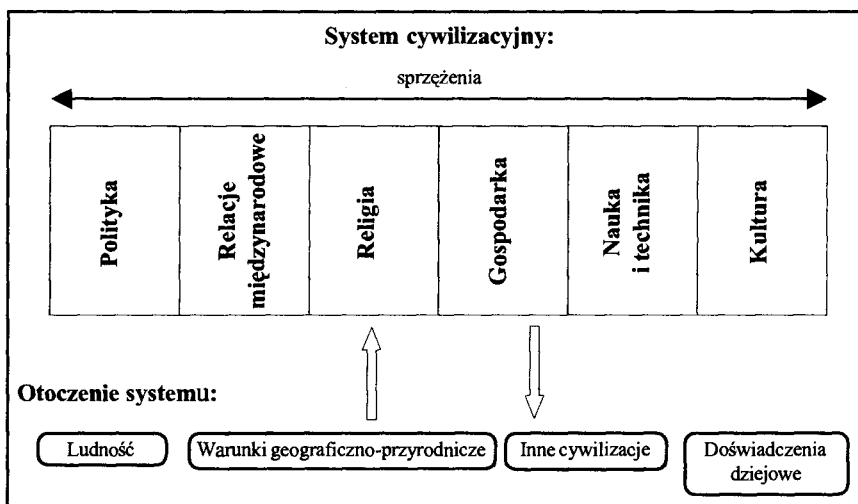 System cywilizacyjny:
sprzężenia
Polityka
Relacje
międzynarodowe
Religia
Gospodarka
Nauka
i technika
Kultura
Otoczenie systemu:
Ludność
Warunki geograficzno-przyrodnicze
Inne cywilizacje
Doświadczenia
dziejowe